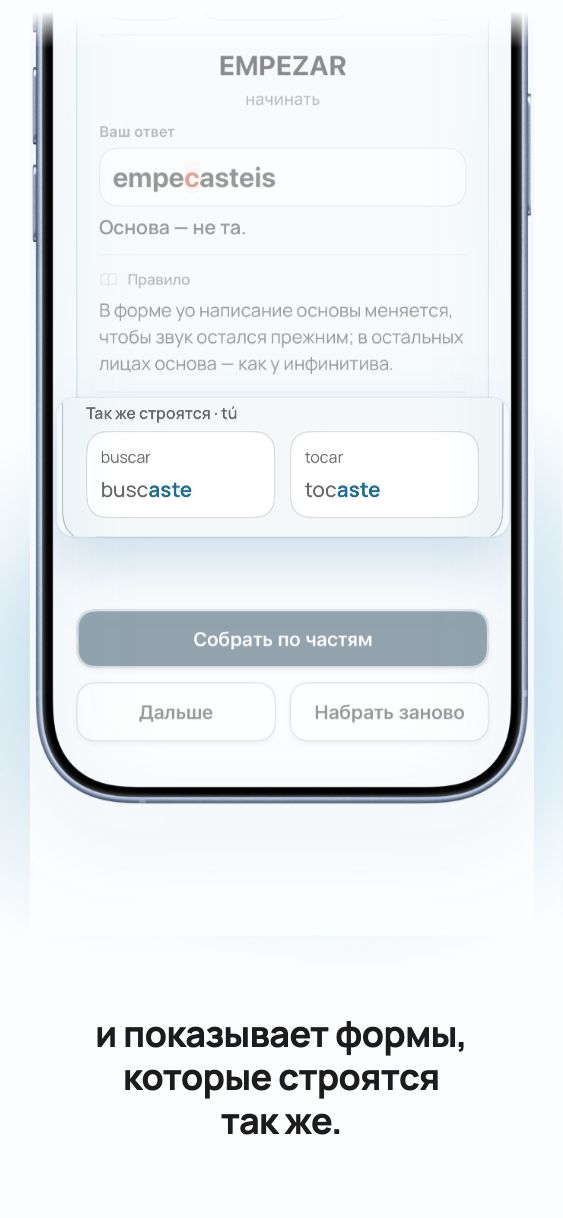 EMPEZAR
начинать
Ваш ответ
empecasteis
Основа — не та.
Правило
В форме yo написание основы меняется,
чтобы звук остался прежним; в остальных
лицах основа — как у инфинитива.
Так же строятся · tú
buscar
tocar
buscaste
tocaste
Собрать по частям
Дальше
Набрать заново
и показывает формы,
которые строятся
так же.